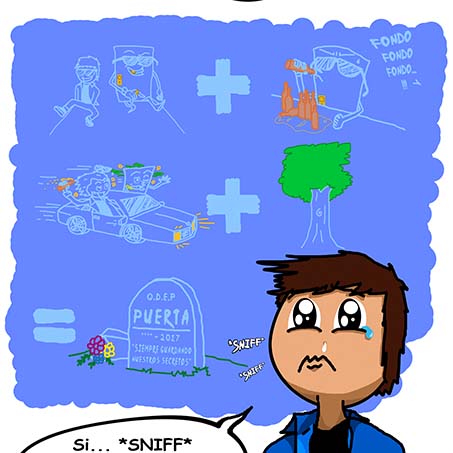 FONDO
FONDO
FONDO...
!!
Q.D.E.P
PUERTA
- 2017
"SIEMPRE GUARDANDO
NUESTROS SECRETOS"
*SNIFF*
*SNIFF*
Si... *SNIFF*